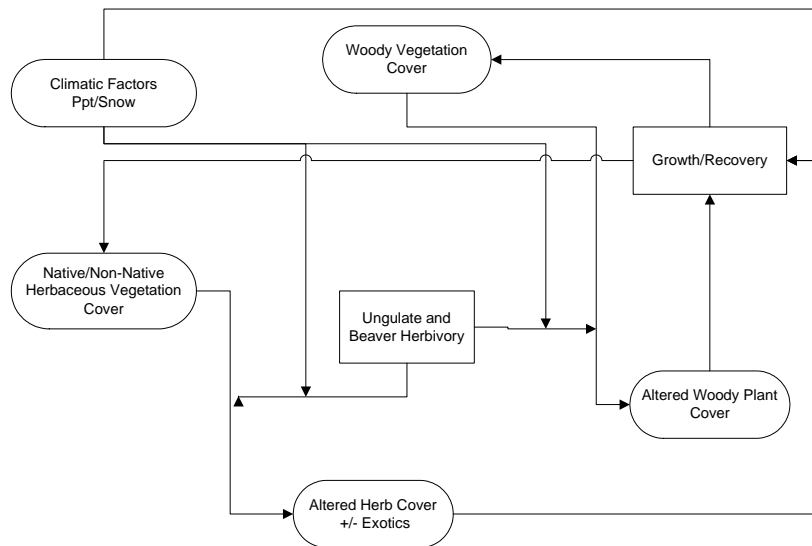 Woody Vegetation
Cover
Climatic Factors
Ppt/Snow
Growth/Recovery
Native/Non-Native
Herbaceous Vegetation
Cover
Ungulate and
Beaver Herbivory
Altered Woody Plant
Cover
Altered Herb Cover
+/- Exotics